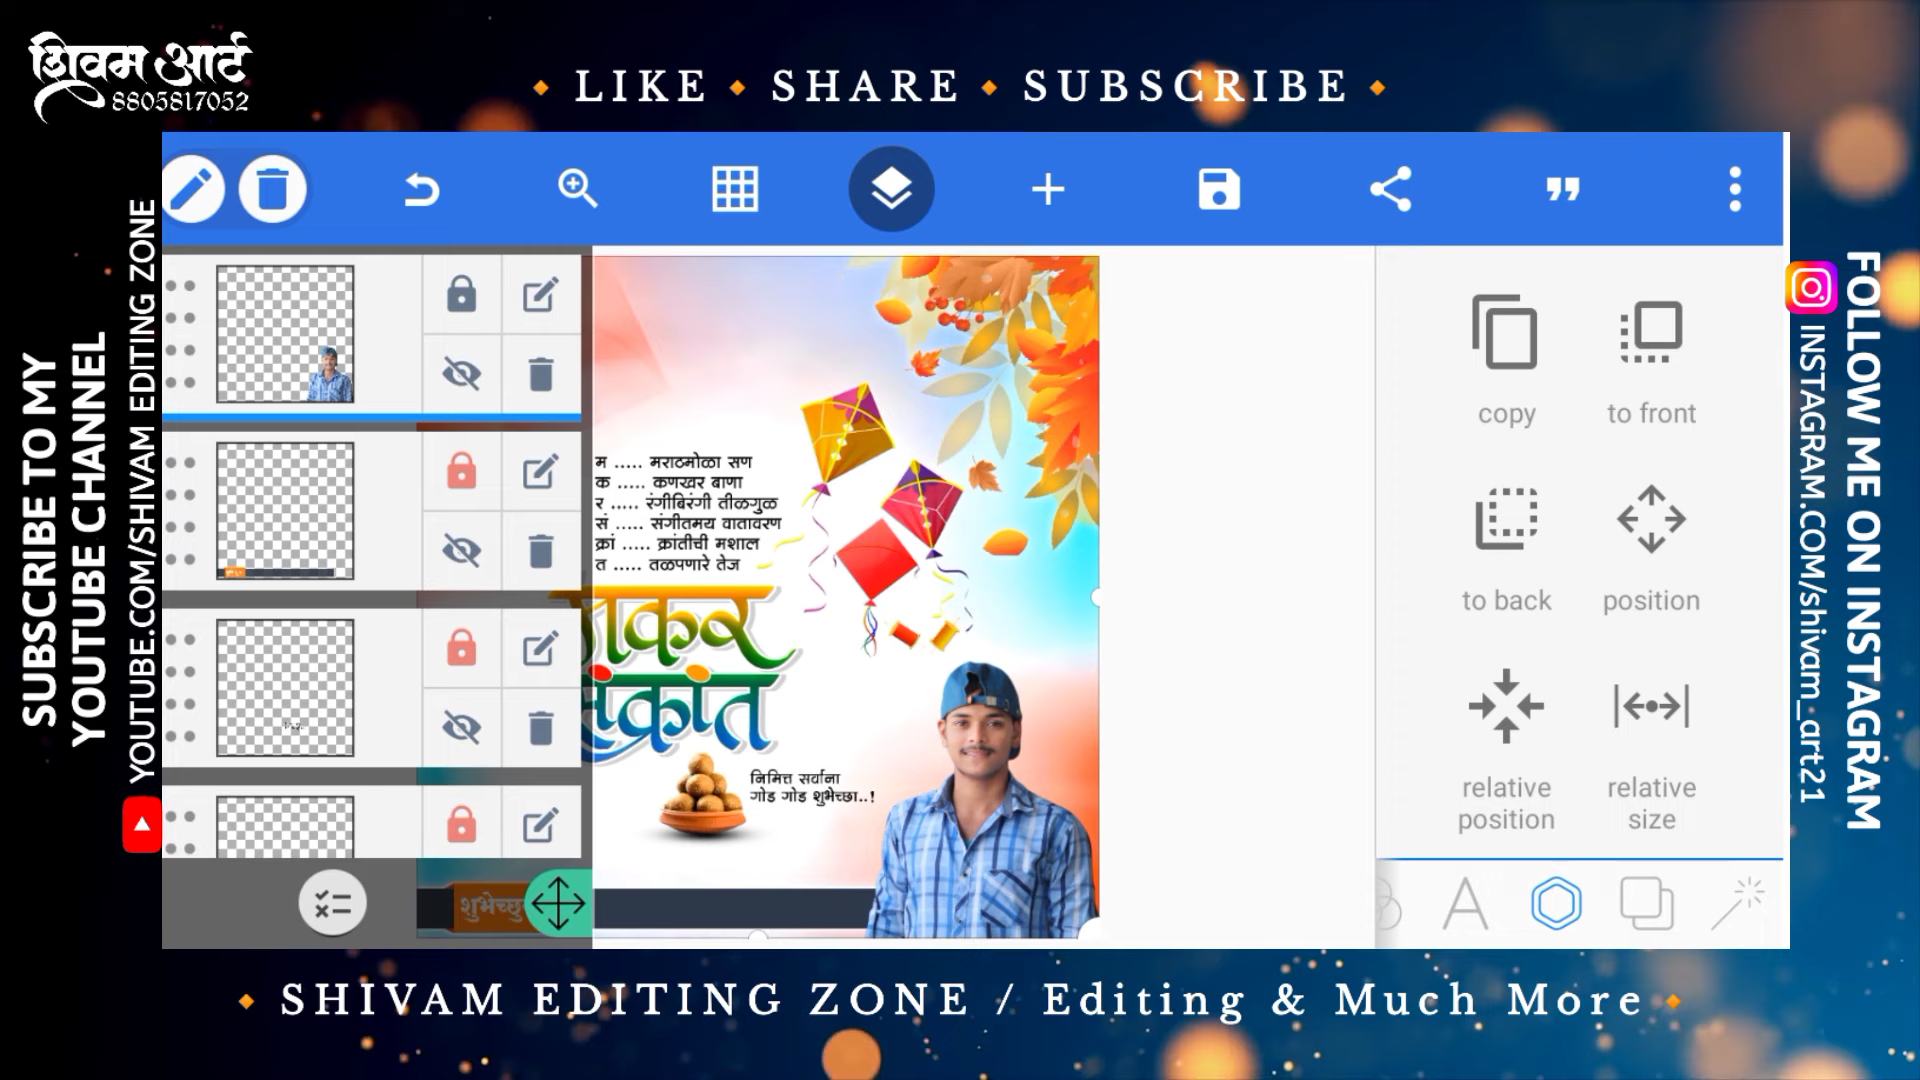 शिवम आर्ट
8805817052
LIKE SHARE SUBSCRIBE
SUBSCRIBE TO MY
YOUTUBE CHANNEL
YOUTUBE.COM/SHIVAM EDITING ZONE
म ..... मराठमोळा सण
क ..... कणखर बाणा
र ..... रंगीबिरंगी तीळगुळ
सं ..... संगीतमय वातावरण
क्रां ..... क्रांतीची मशाल
त ..... तळपणारे तेज
मकर
संक्रांत
निमित्त सर्वांना
गोड गोड शुभेच्छा..!
शुभेच्छु
copy
to front
to back
position
relative
position
relative
size
FOLLOW ME ON INSTAGRAM
INSTAGRAM.COM/shivam_art21
SHIVAM EDITING ZONE / Editing & Much More